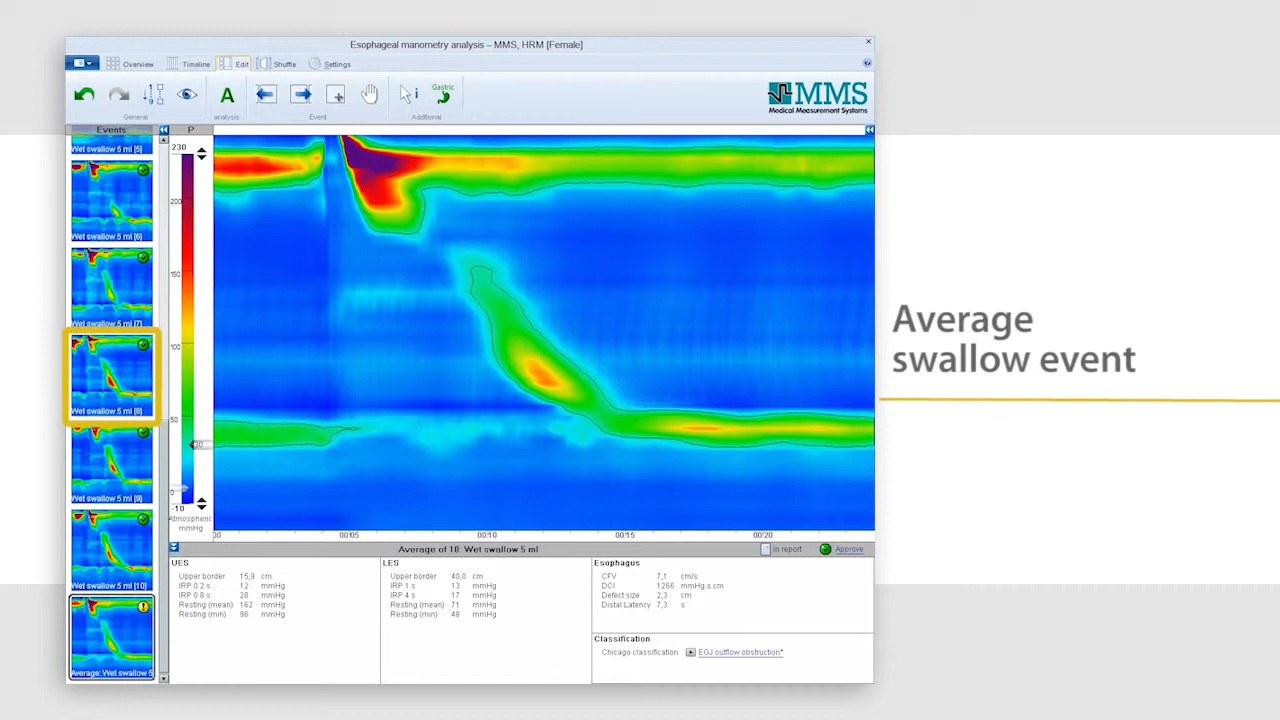 Esophageal manometry analysis – MMS, HRM [Female]
Overview Timeline Edit Shuffle Settings
A
i
Gastric
General analysis Event Additional
MMS
Medical Measurement Systems
Events P
Wet swallow 5 ml [5]
Wet swallow 5 ml [6]
Wet swallow 5 ml [7]
Wet swallow 5 ml [8]
Wet swallow 5 ml [9]
Wet swallow 5 ml [10]
Average: Wet swallow 5
230
200
150
100
50
0
-10
Atmospheric
mmHg
00 00:05 00:10 00:15 00:20
Average of 10: Wet swallow 5 ml In report Approve
UES
Upper border 15,9 cm
IRP 0.2 s 12 mmHg
IRP 0.8 s 28 mmHg
Resting (mean) 162 mmHg
Resting (min) 96 mmHg
LES
Upper border 40,0 cm
IRP 1 s 13 mmHg
IRP 4 s 17 mmHg
Resting (mean) 71 mmHg
Resting (min) 48 mmHg
Esophagus
CFV 7,1 cm/s
DCI 1266 mmHg.s.cm
Defect size 2,3 cm
Distal Latency 7,3 s
Classification
Chicago classification EGJ outflow obstruction*
Average
swallow event